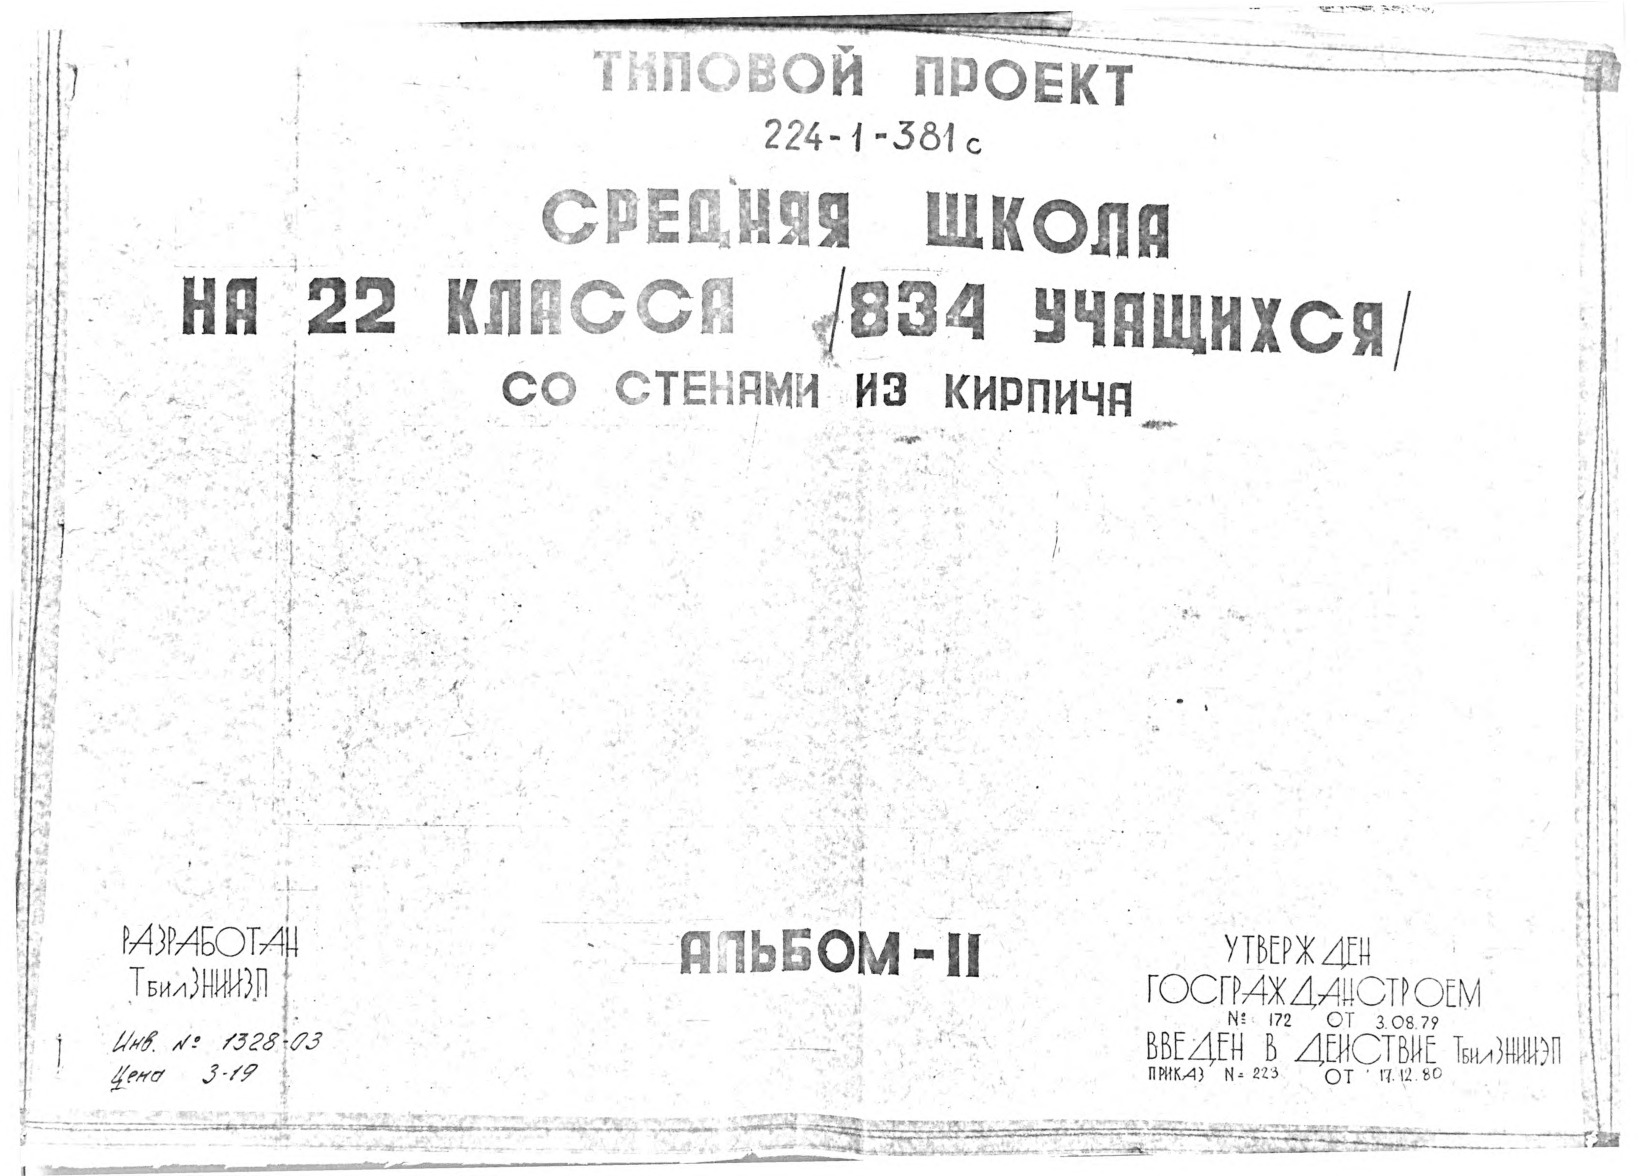 ТИПОВОЙ ПРОЕКТ
224-1-381с
СРЕДНЯЯ ШКОЛА
НА 22 КЛАССА /834 УЧАЩИХСЯ/
СО СТЕНАМИ ИЗ КИРПИЧА
АЛЬБОМ-II
РАЗРАБОТАН
ТбилЗНИИЭП
Инв. № 1328-03
Цена 3-19
УТВЕРЖДЕН
ГОСГРАЖДАНСТРОЕМ
№ 172 ОТ 3.08.79
ВВЕДЕН В ДЕЙСТВИЕ ТбилЗНИИЭП
ПРИКАЗ № 223 ОТ 17.12.80